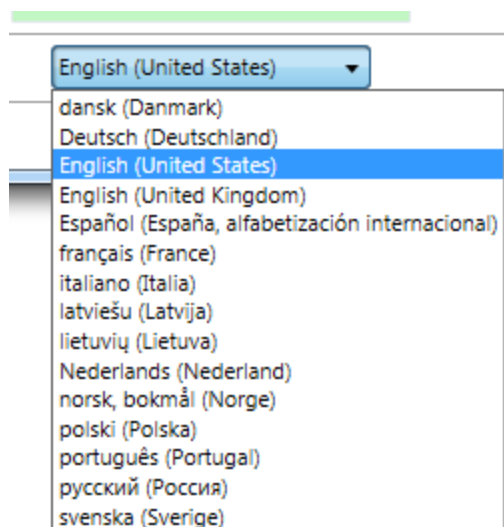 English (United States)
dansk (Danmark)
Deutsch (Deutschland)
English (United States)
English (United Kingdom)
Español (España, alfabetización internacional)
français (France)
italiano (Italia)
latviešu (Latvija)
lietuvių (Lietuva)
Nederlands (Nederland)
norsk, bokmål (Norge)
polski (Polska)
português (Portugal)
русский (Россия)
svenska (Sverige)